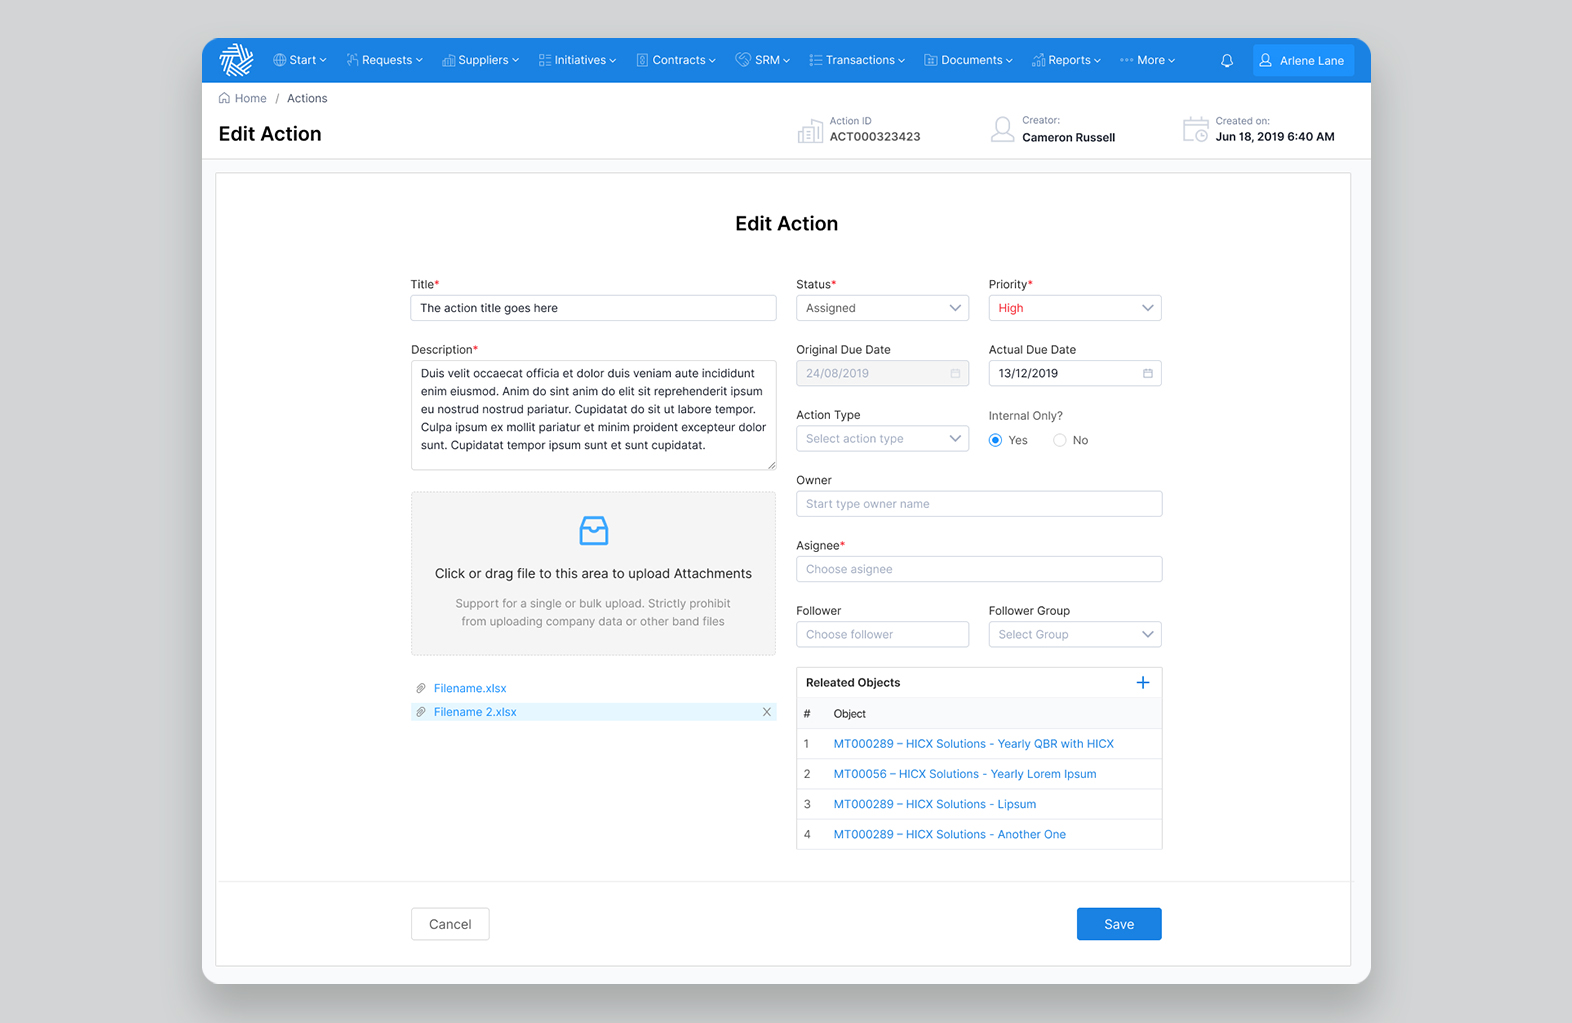 Start Requests Suppliers Initiatives Contracts SRM Transactions Documents Reports More Arlene Lane
Home / Actions
Edit Action
Action ID
ACT000323423
Creator:
Cameron Russell
Created on:
Jun 18, 2019 6:40 AM
Edit Action
Title*
The action title goes here
Description*
Duis velit occaecat officia et dolor duis veniam aute incididunt
enim eiusmod. Anim do sint anim do elit sit reprehenderit ipsum
eu nostrud nostrud pariatur. Cupidatat do sit ut labore tempor.
Culpa ipsum ex mollit pariatur et minim proident excepteur dolor
sunt. Cupidatat tempor ipsum sunt et sunt cupidatat.
Click or drag file to this area to upload Attachments
Support for a single or bulk upload. Strictly prohibit
from uploading company data or other band files
Filename.xlsx
Filename 2.xlsx
Status*
Assigned
Priority*
High
Original Due Date
24/08/2019
Actual Due Date
13/12/2019
Action Type
Select action type
Internal Only?
Yes No
Owner
Start type owner name
Asignee*
Choose asignee
Follower
Choose follower
Follower Group
Select Group
Releated Objects
# Object
1 MT000289 – HICX Solutions - Yearly QBR with HICX
2 MT00056 – HICX Solutions - Yearly Lorem Ipsum
3 MT000289 – HICX Solutions - Lipsum
4 MT000289 – HICX Solutions - Another One
Cancel
Save